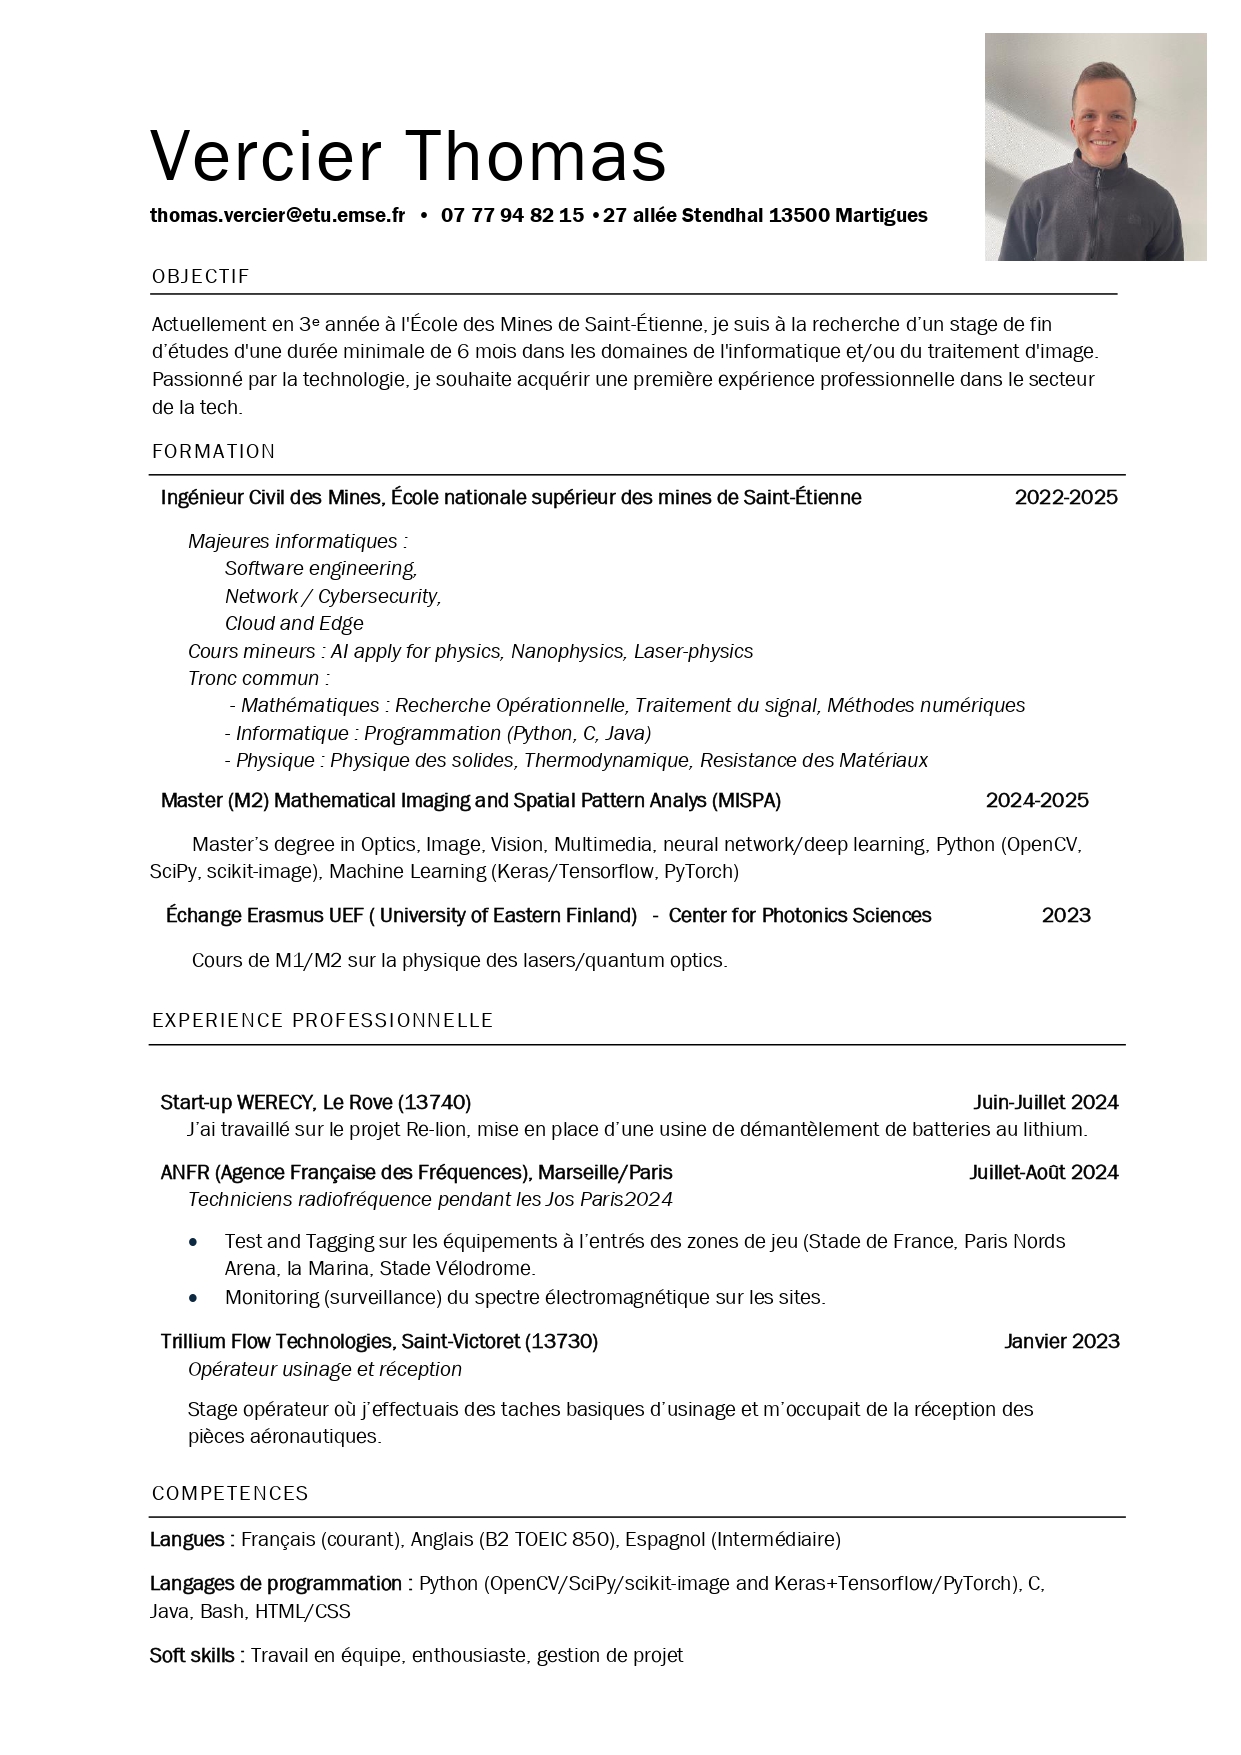 Vercier Thomas
thomas.vercier@etu.emse.fr • 07 77 94 82 15 • 27 allée Stendhal 13500 Martigues
OBJECTIF
Actuellement en 3e année à l'École des Mines de Saint-Étienne, je suis à la recherche d’un stage de fin
d’études d'une durée minimale de 6 mois dans les domaines de l'informatique et/ou du traitement d'image.
Passionné par la technologie, je souhaite acquérir une première expérience professionnelle dans le secteur
de la tech.
FORMATION
Ingénieur Civil des Mines, École nationale supérieur des mines de Saint-Étienne 2022-2025
Majeures informatiques :
Software engineering,
Network / Cybersecurity,
Cloud and Edge
Cours mineurs : AI apply for physics, Nanophysics, Laser-physics
Tronc commun :
- Mathématiques : Recherche Opérationnelle, Traitement du signal, Méthodes numériques
- Informatique : Programmation (Python, C, Java)
- Physique : Physique des solides, Thermodynamique, Resistance des Matériaux
Master (M2) Mathematical Imaging and Spatial Pattern Analys (MISPA) 2024-2025
Master’s degree in Optics, Image, Vision, Multimedia, neural network/deep learning, Python (OpenCV,
SciPy, scikit-image), Machine Learning (Keras/Tensorflow, PyTorch)
Échange Erasmus UEF ( University of Eastern Finland) - Center for Photonics Sciences 2023
Cours de M1/M2 sur la physique des lasers/quantum optics.
EXPERIENCE PROFESSIONNELLE
Start-up WERECY, Le Rove (13740) Juin-Juillet 2024
J’ai travaillé sur le projet Re-lion, mise en place d’une usine de démantèlement de batteries au lithium.
ANFR (Agence Française des Fréquences), Marseille/Paris Juillet-Août 2024
Techniciens radiofréquence pendant les Jos Paris2024
• Test and Tagging sur les équipements à l’entrés des zones de jeu (Stade de France, Paris Nords
Arena, la Marina, Stade Vélodrome.
• Monitoring (surveillance) du spectre électromagnétique sur les sites.
Trillium Flow Technologies, Saint-Victoret (13730) Janvier 2023
Opérateur usinage et réception
Stage opérateur où j’effectuais des taches basiques d’usinage et m’occupait de la réception des
pièces aéronautiques.
COMPETENCES
Langues : Français (courant), Anglais (B2 TOEIC 850), Espagnol (Intermédiaire)
Langages de programmation : Python (OpenCV/SciPy/scikit-image and Keras+Tensorflow/PyTorch), C,
Java, Bash, HTML/CSS
Soft skills : Travail en équipe, enthousiaste, gestion de projet